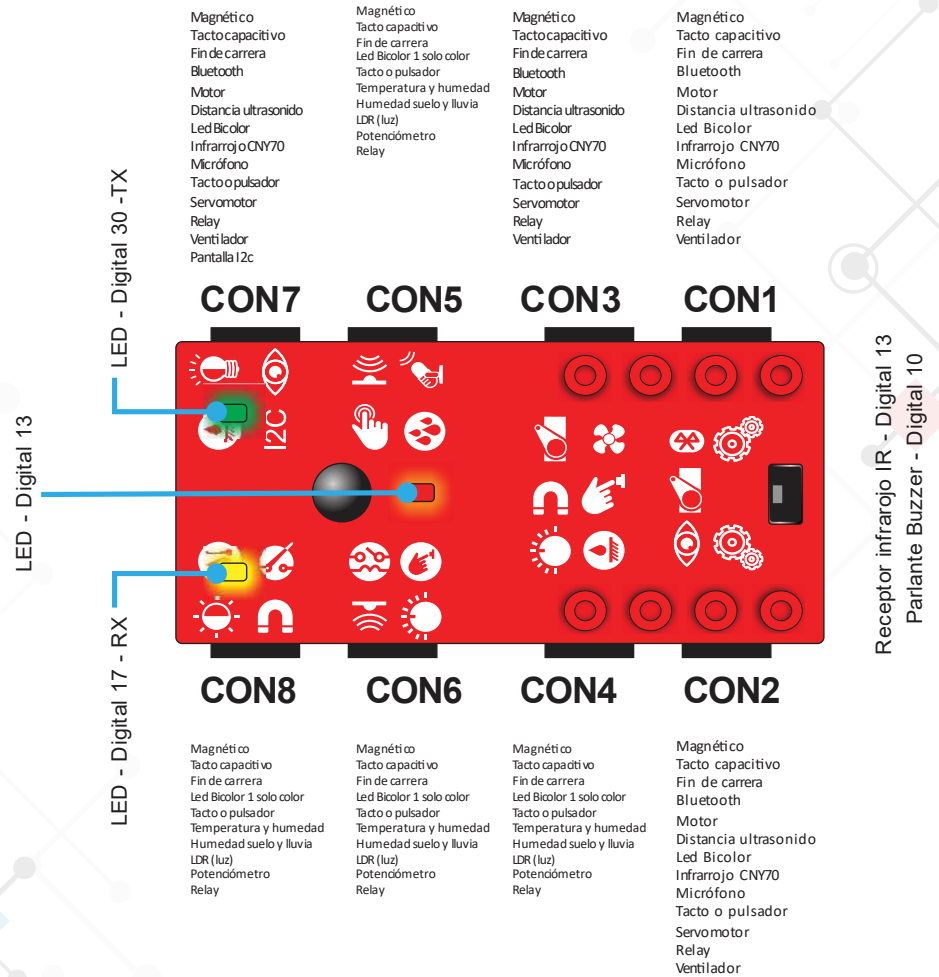 Magnético
Tacto capacitivo
Fin de carrera
Bluetooth
Motor
Distancia ultrasonido
Led Bicolor
Infrarrojo CNY70
Micrófono
Tacto o pulsador
Servomotor
Relay
Ventilador
Pantalla I2c
CON7
Magnético
Tacto capacitivo
Fin de carrera
Led Bicolor 1 solo color
Tacto o pulsador
Temperatura y humedad
Humedad suelo y lluvia
LDR (luz)
Potenciómetro
Relay
CON5
Magnético
Tacto capacitivo
Fin de carrera
Bluetooth
Motor
Distancia ultrasonido
Led Bicolor
Infrarrojo CNY70
Micrófono
Tacto o pulsador
Servomotor
Relay
Ventilador
CON3
Magnético
Tacto capacitivo
Fin de carrera
Bluetooth
Motor
Distancia ultrasonido
Led Bicolor
Infrarrojo CNY70
Micrófono
Tacto o pulsador
Servomotor
Relay
Ventilador
CON1
LED - Digital 13
LED - Digital 30 -TX
LED - Digital 17 - RX
I2C
Receptor infrarojo IR - Digital 13
Parlante Buzzer - Digital 10
CON8
Magnético
Tacto capacitivo
Fin de carrera
Led Bicolor 1 solo color
Tacto o pulsador
Temperatura y humedad
Humedad suelo y lluvia
LDR (luz)
Potenciómetro
Relay
CON6
Magnético
Tacto capacitivo
Fin de carrera
Led Bicolor 1 solo color
Tacto o pulsador
Temperatura y humedad
Humedad suelo y lluvia
LDR (luz)
Potenciómetro
Relay
CON4
Magnético
Tacto capacitivo
Fin de carrera
Led Bicolor 1 solo color
Tacto o pulsador
Temperatura y humedad
Humedad suelo y lluvia
LDR (luz)
Potenciómetro
Relay
CON2
Magnético
Tacto capacitivo
Fin de carrera
Bluetooth
Motor
Distancia ultrasonido
Led Bicolor
Infrarrojo CNY70
Micrófono
Tacto o pulsador
Servomotor
Relay
Ventilador